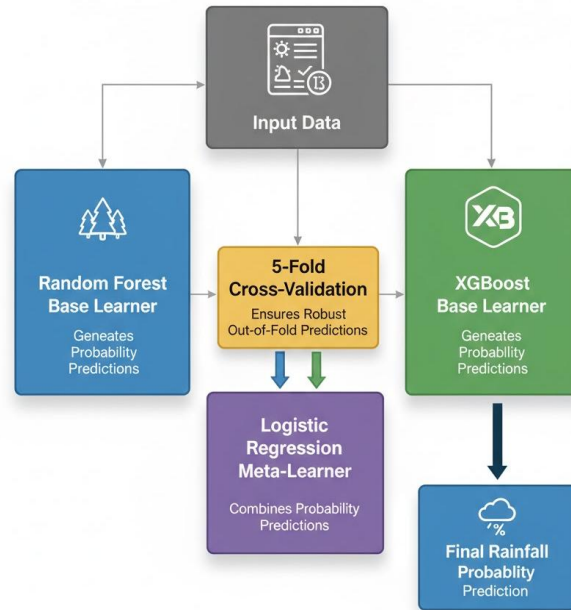 Input Data
Random Forest
Base Learner
Geneates
Probability
Predictions
5-Fold
Cross-Validation
Ensures Robust
Out-of-Fold Predictions
XB
XGBoost
Base Learner
Geneates
Probability
Predictions
Logistic
Regression
Meta-Learner
Combines Probability
Predictions
%
Final Rainfall
Probablity
Prediction